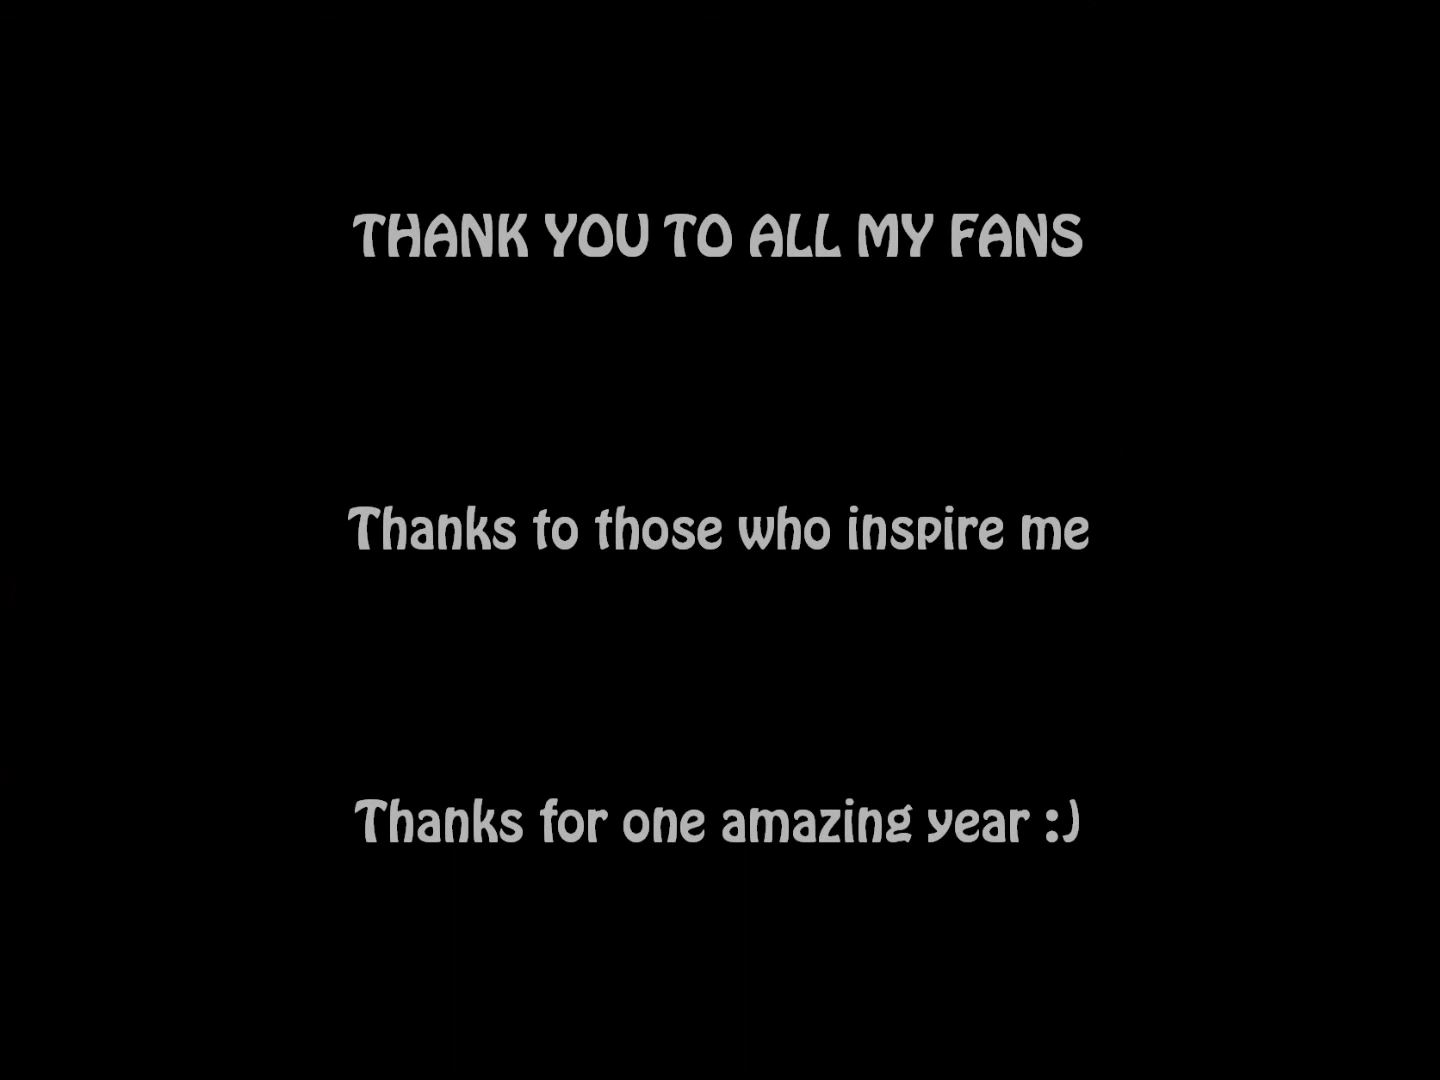 THANK YOU TO ALL MY FANS
Thanks to those who inspire me
Thanks for one amazing year :)